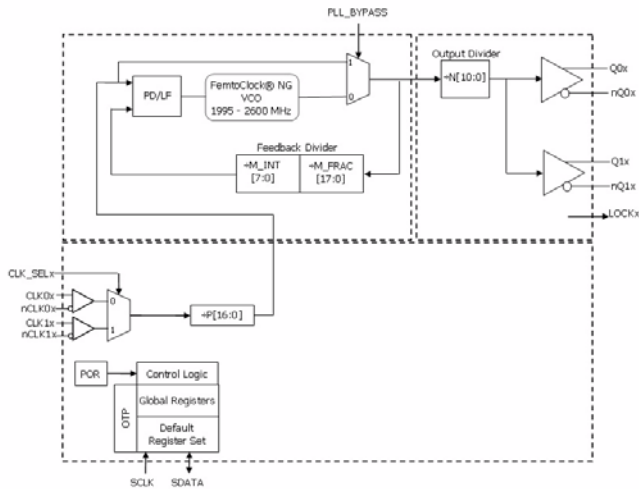 PLL_BYPASS
Output Divider
÷N[10:0]
Q0x
nQ0x
1
0
PD/LF
FemtoClock® NG
VCO
1995 - 2600 MHz
Feedback Divider
÷M_INT
[7:0]
÷M_FRAC
[17:0]
Q1x
nQ1x
LOCKx
CLK_SELx
CLK0x
nCLK0x
CLK1x
nCLK1x
0
1
÷P[16:0]
POR
Control Logic
OTP
Global Registers
Default
Register Set
SCLK
SDATA